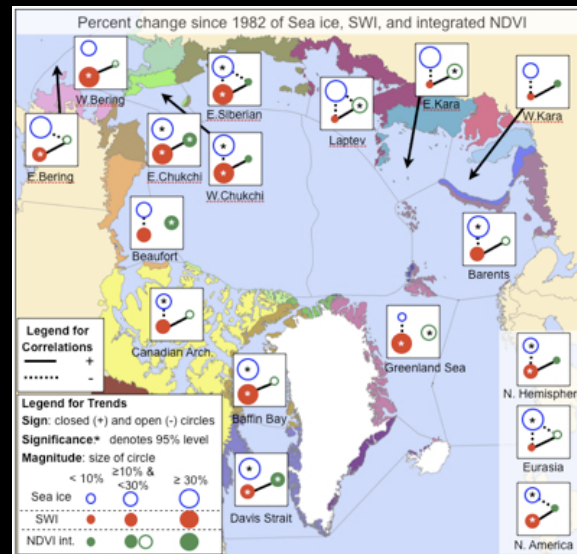 Percent change since 1982 of Sea ice, SWI, and integrated NDVI
W.Bering
E.Siberian
E.Kara
W.Kara
Laptev
E.Bering
E.Chukchi
W.Chukchi
Beaufort
Barents
Canadian Arch.
Greenland Sea
Baffin Bay
Davis Strait
N. Hemispher
Eurasia
N. America
Legend for
Correlations
+
-
Legend for Trends
Sign: closed (+) and open (-) circles
Significance: * denotes 95% level
Magnitude: size of circle
< 10% ≥10% & <30% ≥ 30%
Sea ice
SWI
NDVI int.